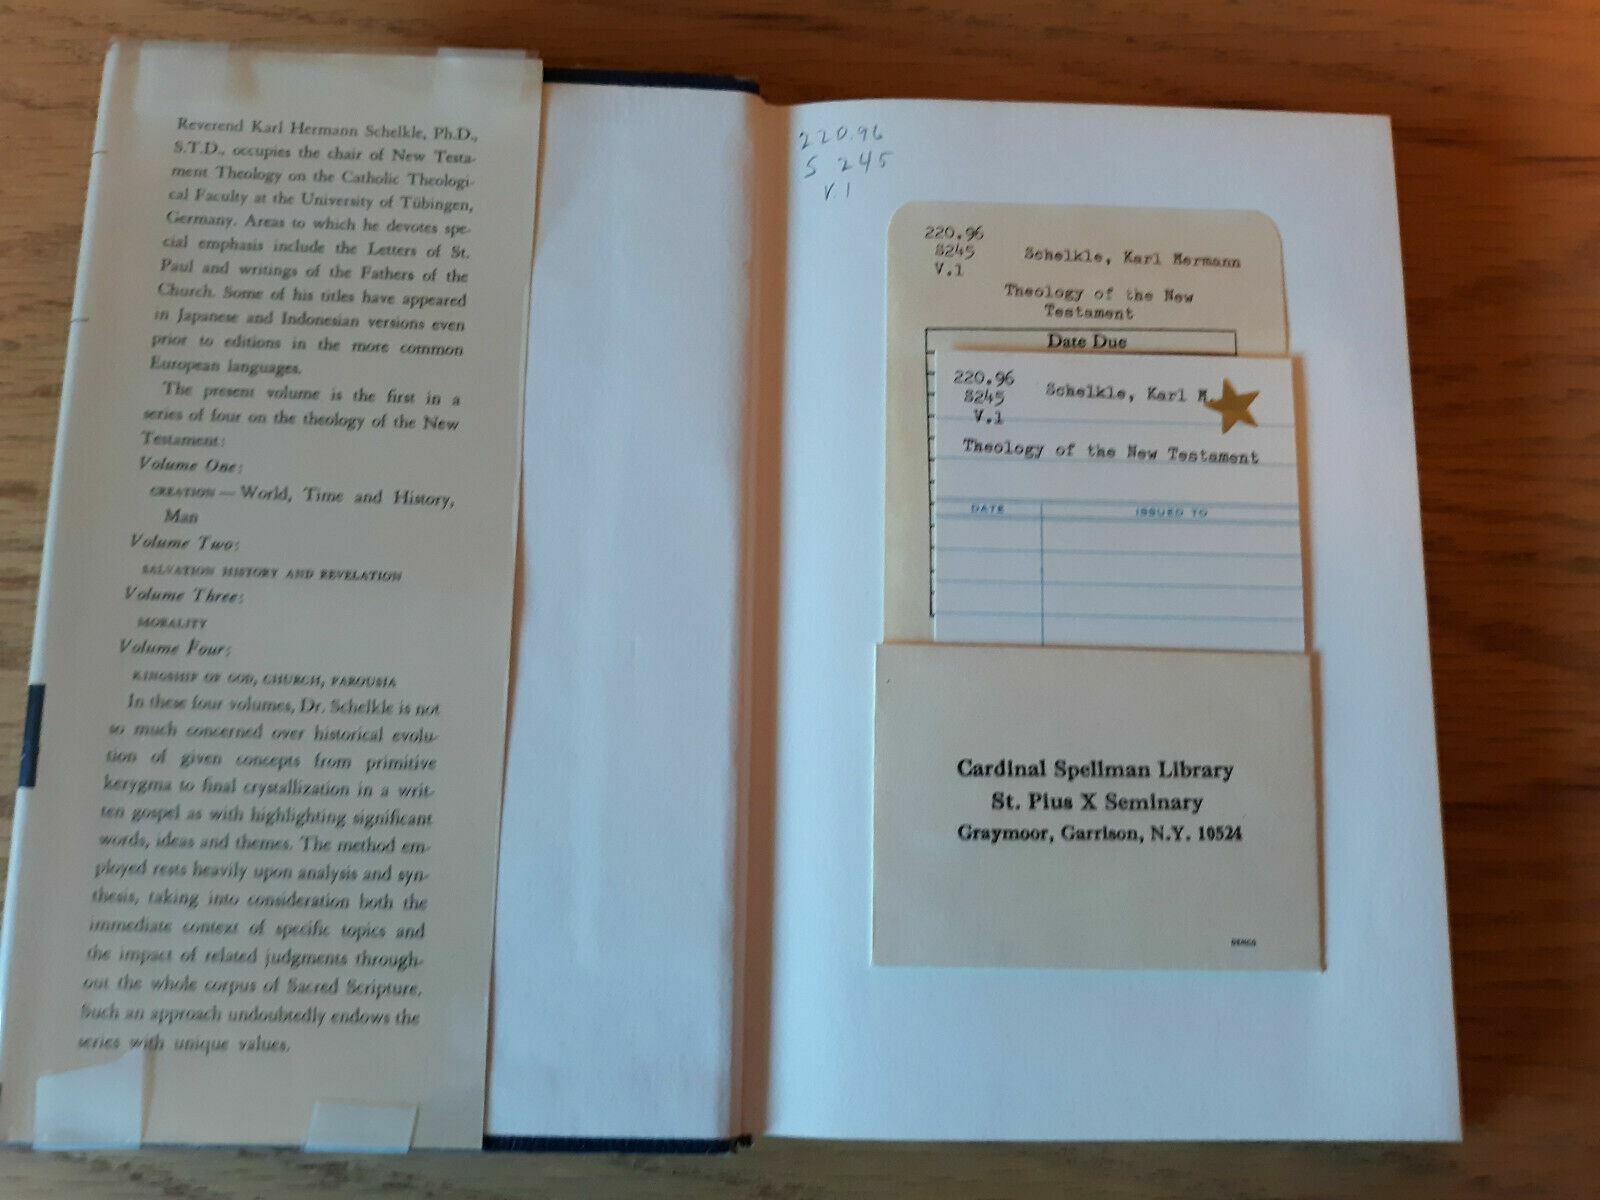 Reverend Karl Hermann Schelkle, Ph.D.,
S.T.D., occupies the chair of New Testa-
ment Theology on the Catholic Theologi-
cal Faculty at the University of Tübingen,
Germany. Areas to which he devotes spe-
cial emphasis include the Letters of St.
Paul and writings of the Fathers of the
Church. Some of his titles have appeared
in Japanese and Indonesian versions even
prior to editions in the more common
European languages.
The present volume is the first in a
series of four on the theology of the New
Testament:
Volume One:
CREATION — World, Time and History,
Man
Volume Two:
SALVATION HISTORY AND REVELATION
Volume Three:
MORALITY
Volume Four:
KINGSHIP OF GOD, CHURCH, PAROUSIA
In these four volumes, Dr. Schelkle is not
so much concerned over historical evolu-
tion of given concepts from primitive
kerygma to final crystallization in a writ-
ten gospel as with highlighting significant
words, ideas and themes. The method em-
ployed rests heavily upon analysis and syn-
thesis, taking into consideration both the
immediate context of specific topics and
the impact of related judgments through-
out the whole corpus of Sacred Scripture.
Such an approach undoubtedly endows the
series with unique values.
220.96
S 245
V.1
220.96
S245
V.1
Schelkle, Karl Hermann
Theology of the New
Testament
Date Due
220.96
S245
V.1
Schelkle, Karl H.
Theology of the New Testament
DATE ISSUED TO
Cardinal Spellman Library
St. Pius X Seminary
Graymoor, Garrison, N.Y. 10524
DEMCO